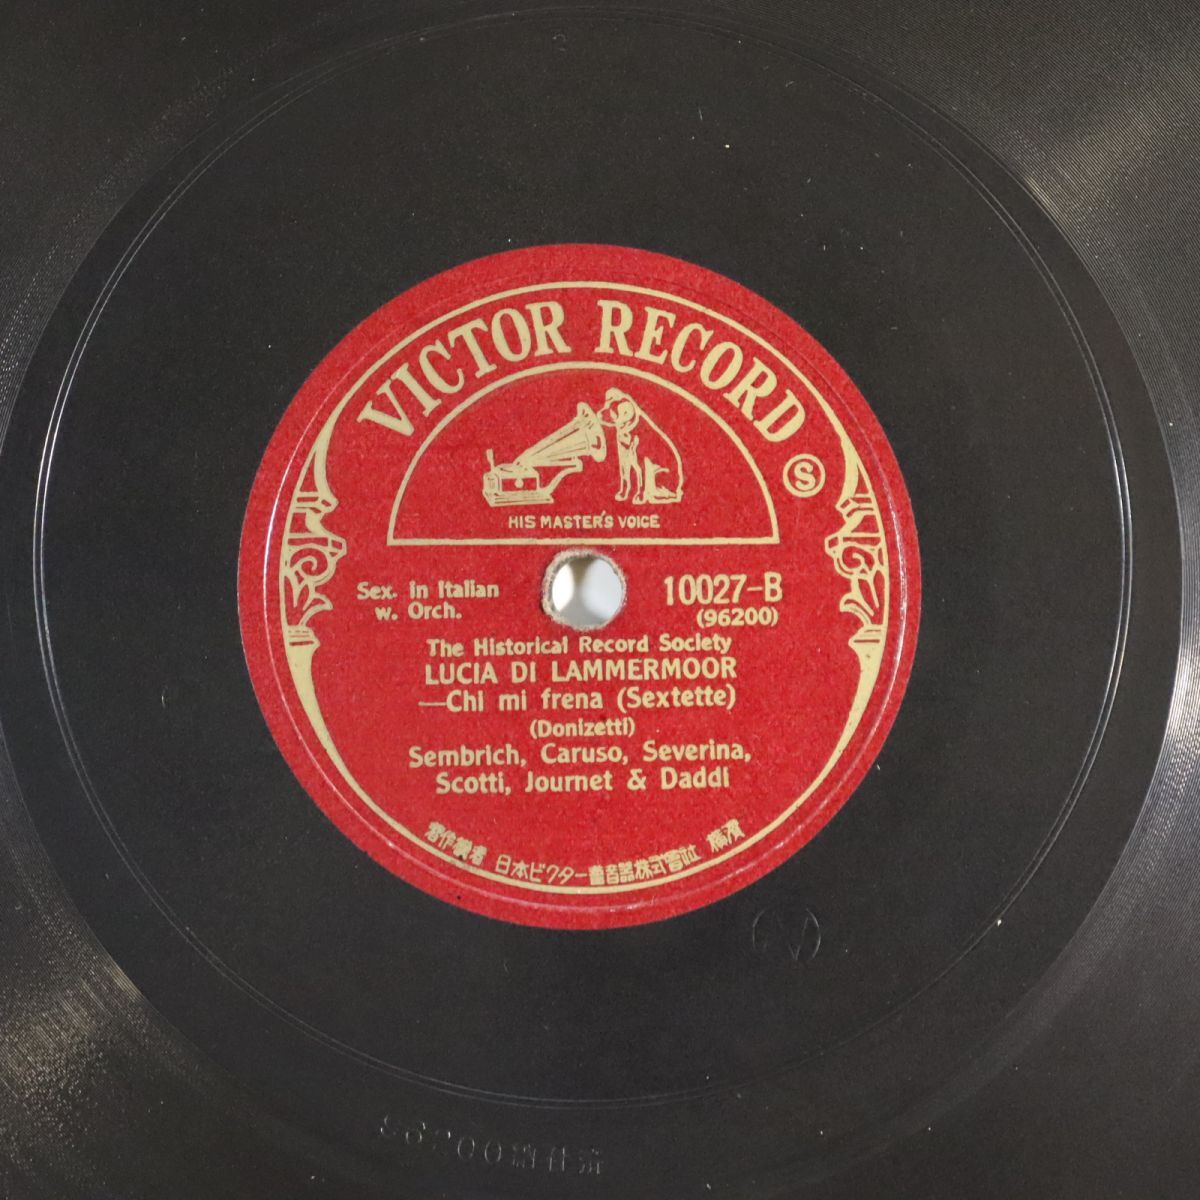 VICTOR RECORD
S
HIS MASTER'S VOICE
Sex. in Italian
w. Orch.
10027-B
(96200)
The Historical Record Society
LUCIA DI LAMMERMOOR
—Chi mi frena (Sextette)
(Donizetti)
Sembrich, Caruso, Severina,
Scotti, Journet & Daddi
著作權者 日本ビクター蓄音器株式會社 橫濱
96200